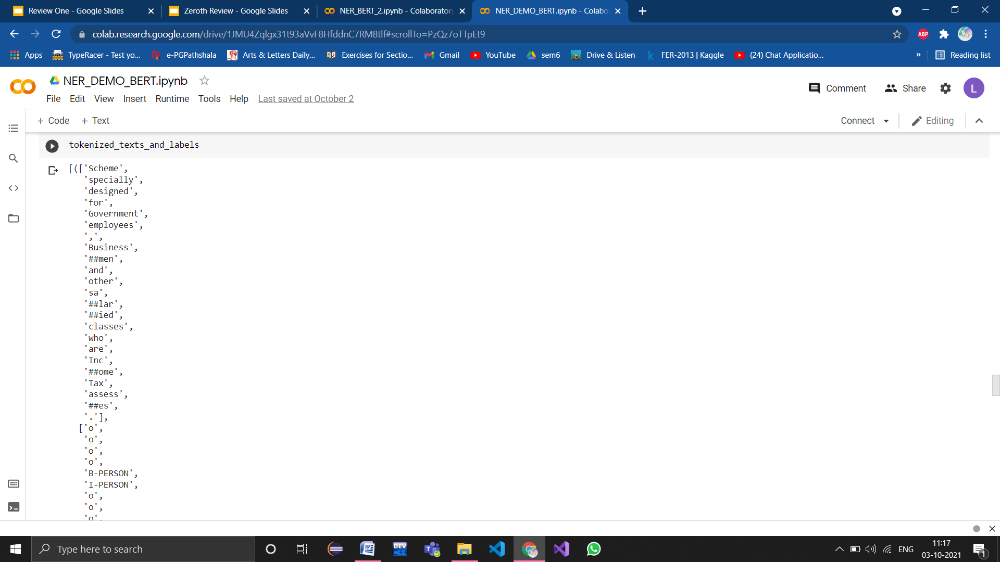 Review One - Google Slides
Zeroth Review - Google Slides
NER_BERT_2.ipynb - Colaboratory
NER_DEMO_BERT.ipynb - Colabo
colab.research.google.com/drive/1JMU4Zqlgx31t93aVvF8HfddnC7RM8tlf#scrollTo=PzQz7oTTpEt9
ABP
Apps
TypeRacer - Test yo...
e-PGPathshala
Arts & Letters Daily...
Exercises for Sectio...
Gmail
YouTube
sem6
Drive & Listen
k
FER-2013 | Kaggle
(24) Chat Applicatio...
»
Reading list
NER_DEMO_BERT.ipynb
Comment
Share
L
File Edit View Insert Runtime Tools Help Last saved at October 2
+ Code + Text
Connect
Editing
tokenized_texts_and_labels
[(['Scheme',
'specially',
'designed',
'for',
'Government',
'employees',
',',
'Business',
'##men',
'and',
'other',
'sa',
'##lar',
'##ied',
'classes',
'who',
'are',
'Inc',
'##ome',
'Tax',
'assess',
'##es',
'.'],
['o',
'o',
'o',
'o',
'B-PERSON',
'I-PERSON',
'o',
'o',
'o',
Type here to search
W
DEV
T
ENG
11:17
03-10-2021
1